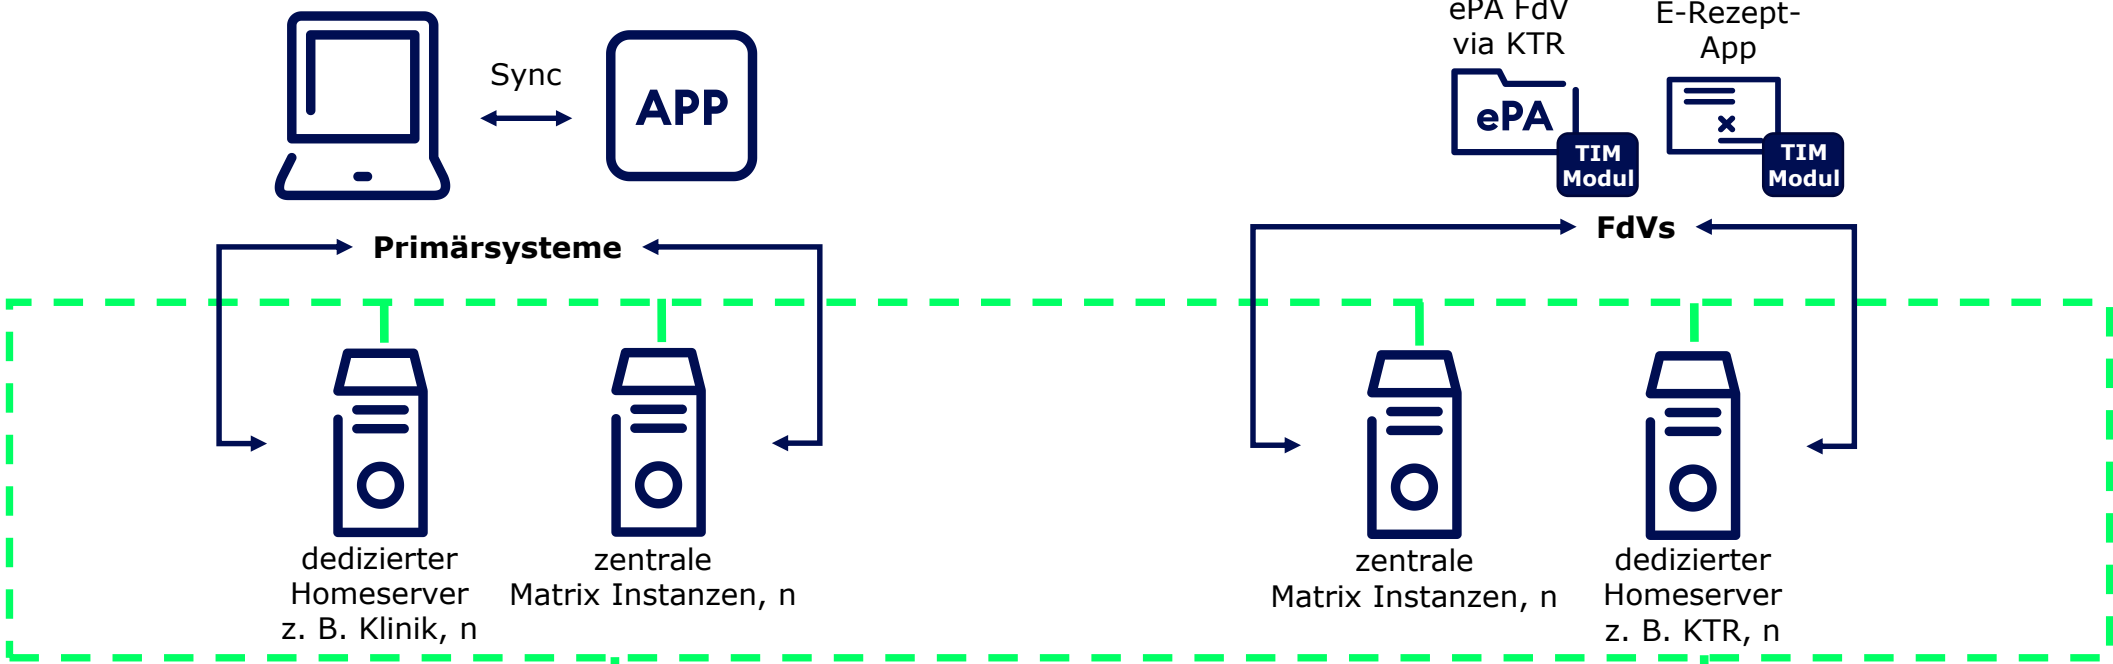 Sync
APP
Primärsysteme
dedizierter
Homeserver
z. B. Klinik, n
zentrale
Matrix Instanzen, n
ePA FdV
via KTR
ePA
TIM
Modul
E-Rezept-
App
TIM
Modul
FdVs
zentrale
Matrix Instanzen, n
dedizierter
Homeserver
z. B. KTR, n